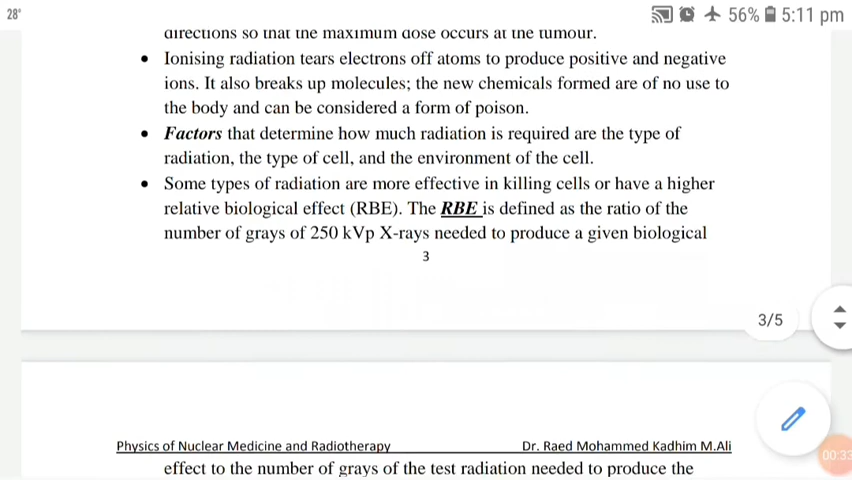 28°
56% 5:11 pm
directions so that the maximum dose occurs at the tumour.
• Ionising radiation tears electrons off atoms to produce positive and negative
ions. It also breaks up molecules; the new chemicals formed are of no use to
the body and can be considered a form of poison.
• Factors that determine how much radiation is required are the type of
radiation, the type of cell, and the environment of the cell.
• Some types of radiation are more effective in killing cells or have a higher
relative biological effect (RBE). The RBE is defined as the ratio of the
number of grays of 250 kVp X-rays needed to produce a given biological
3
3/5
Physics of Nuclear Medicine and Radiotherapy Dr. Raed Mohammed Kadhim M.Ali
00:33
effect to the number of grays of the test radiation needed to produce the